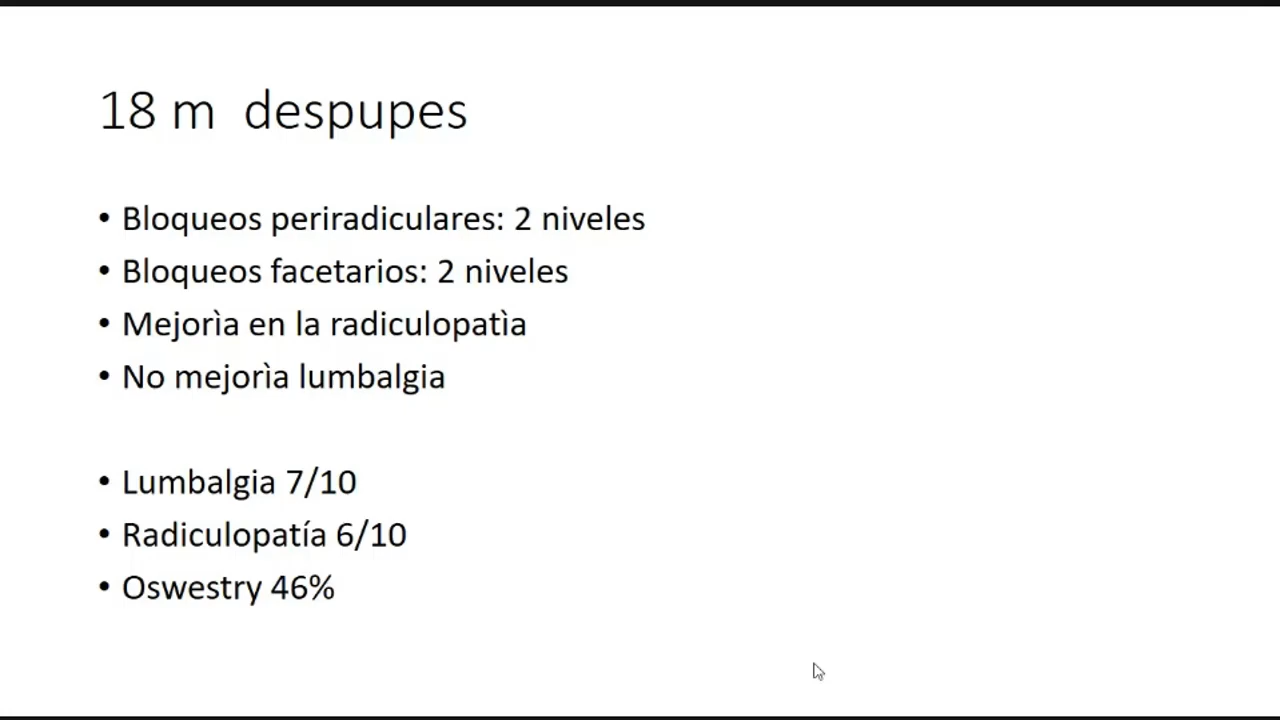 18 m  despupes
• Bloqueos periradiculares: 2 niveles
• Bloqueos facetarios: 2 niveles
• Mejorìa en la radiculopatìa
• No mejorìa lumbalgia
• Lumbalgia 7/10
• Radiculopatía 6/10
• Oswestry 46%